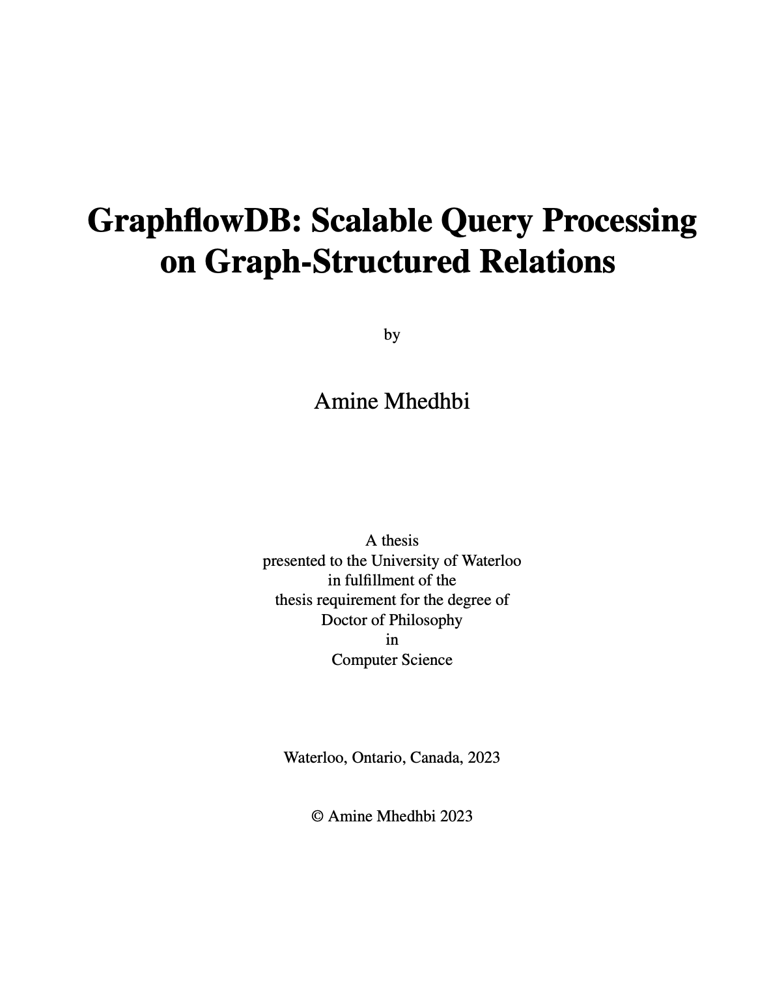 GraphflowDB: Scalable Query Processing
on Graph-Structured Relations
by
Amine Mhedhbi
A thesis
presented to the University of Waterloo
in fulfillment of the
thesis requirement for the degree of
Doctor of Philosophy
in
Computer Science
Waterloo, Ontario, Canada, 2023
© Amine Mhedhbi 2023